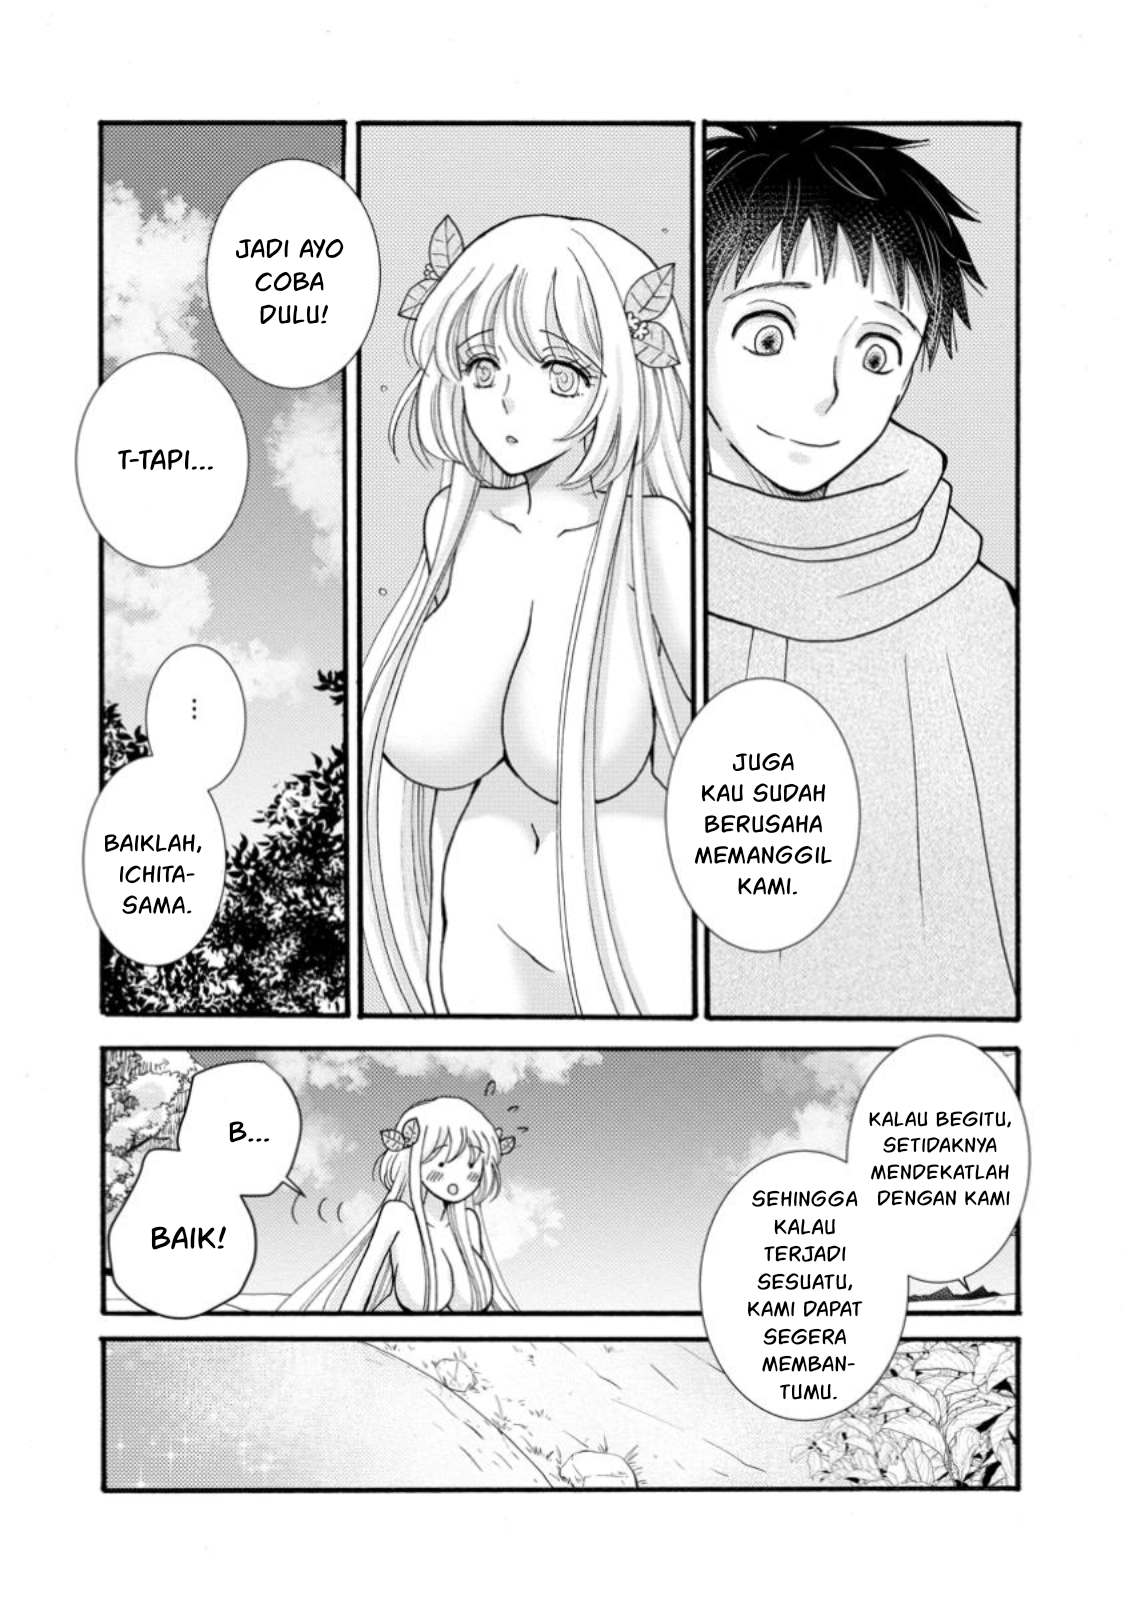 JUGA
KAU SUDAH
BERUSAHA
MEMANGGIL
KAMI.
JADI AYO
COBA
DULU!
T-TAPI...
...
BAIKLAH,
ICHITA-
SAMA.
KALAU BEGITU,
SETIDAKNYA
MENDEKATLAH
DENGAN KAMI
SEHINGGA
KALAU
TERJADI
SESUATU,
KAMI DAPAT
SEGERA
MEMBAN-
TUMU.
B...
BAIK!